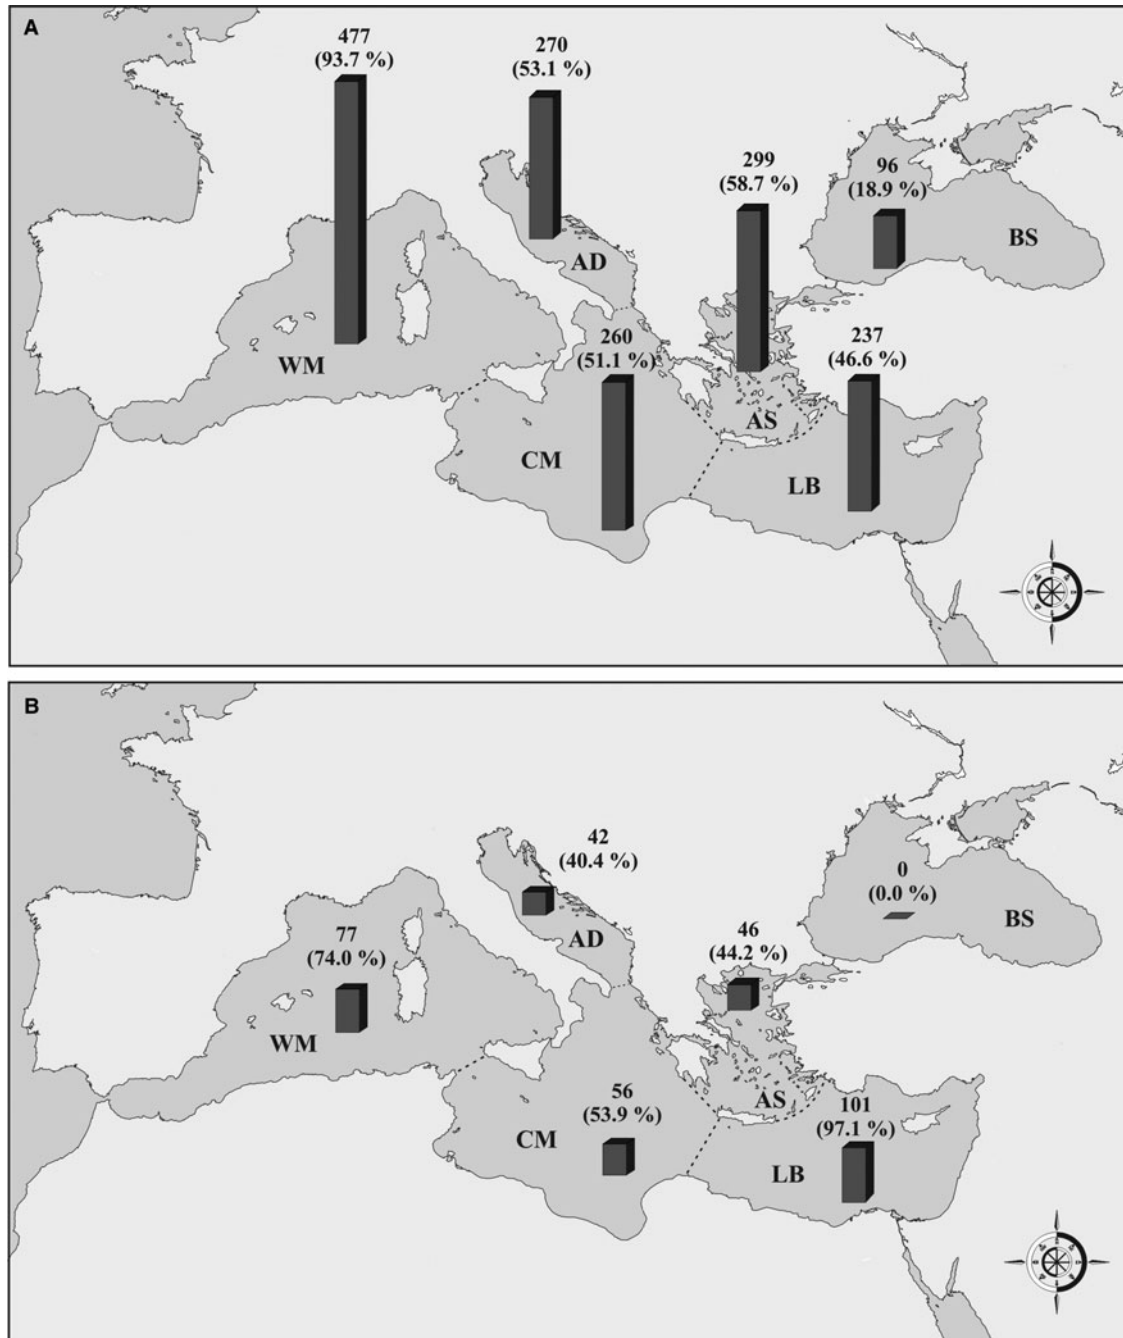 A
477
(93.7 %)
270
(53.1 %)
299
(58.7 %)
96
(18.9 %)
BS
AD
260
(51.1 %)
237
(46.6 %)
WM
AS
CM
LB
B
42
(40.4 %)
0
(0.0 %)
BS
AD
46
(44.2 %)
77
(74.0 %)
WM
56
(53.9 %)
AS
101
(97.1 %)
CM
LB